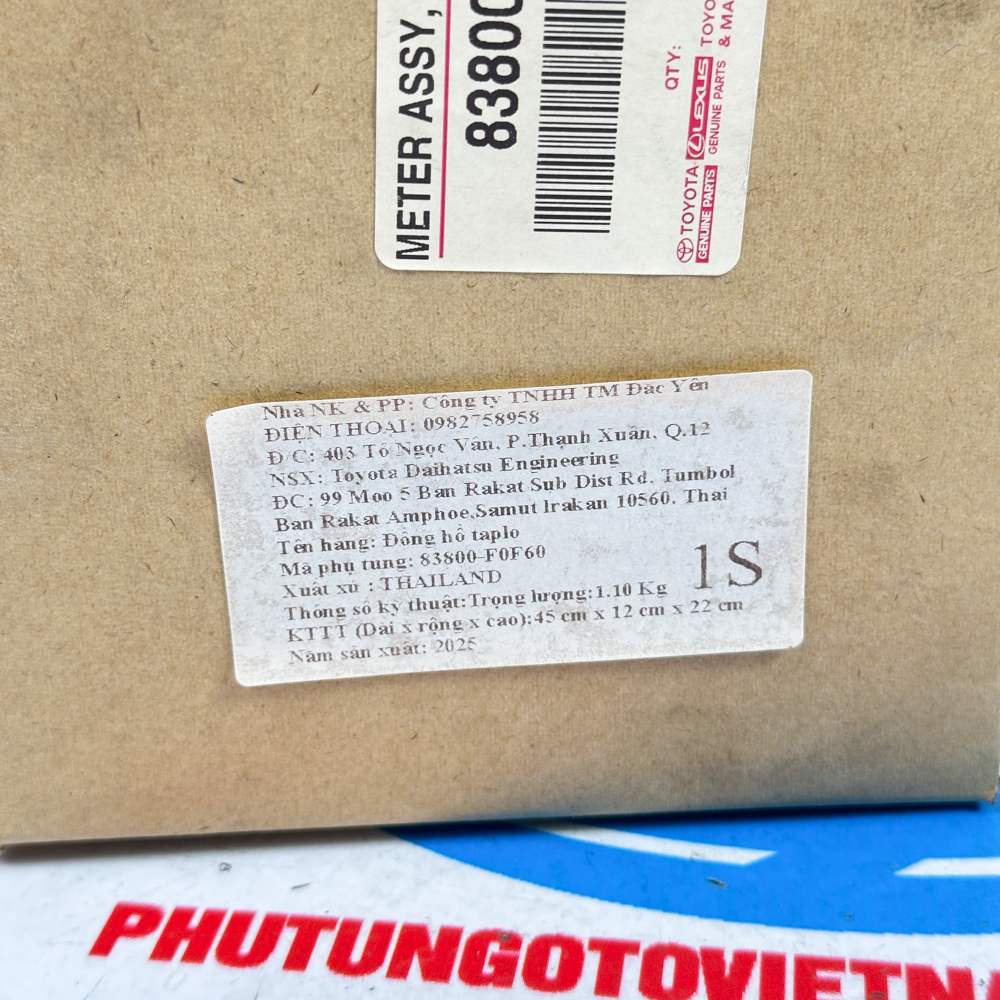 METER ASSY,
83800
QTY:
TOYOTA
GENUINE PARTS
LEXUS
GENUINE PARTS
TOYO
& MA
Nhà NK & PP: Công ty TNHH TM Đắc Yên
ĐIỆN THOẠI: 0982758958
Đ/C: 403 Tô Ngọc Vân, P.Thạnh Xuân, Q.12
NSX: Toyota Daihatsu Engineering
ĐC: 99 Moo 5 Ban Rakat Sub Dist Rd, Tumbol
Ban Rakat Amphoe,Samut Irakan 10560. Thai
Tên hàng: Đồng hồ taplo
Mã phụ tung: 83800-F0F60
Xuất xứ : THAILAND
Thông số kỹ thuật:Trọng lượng:1.10 Kg
KTTT (Dài x rộng x cao):45 cm x 12 cm x 22 cm
Năm sản xuất: 2025
1S
PHUTUNGOTOVIETNA